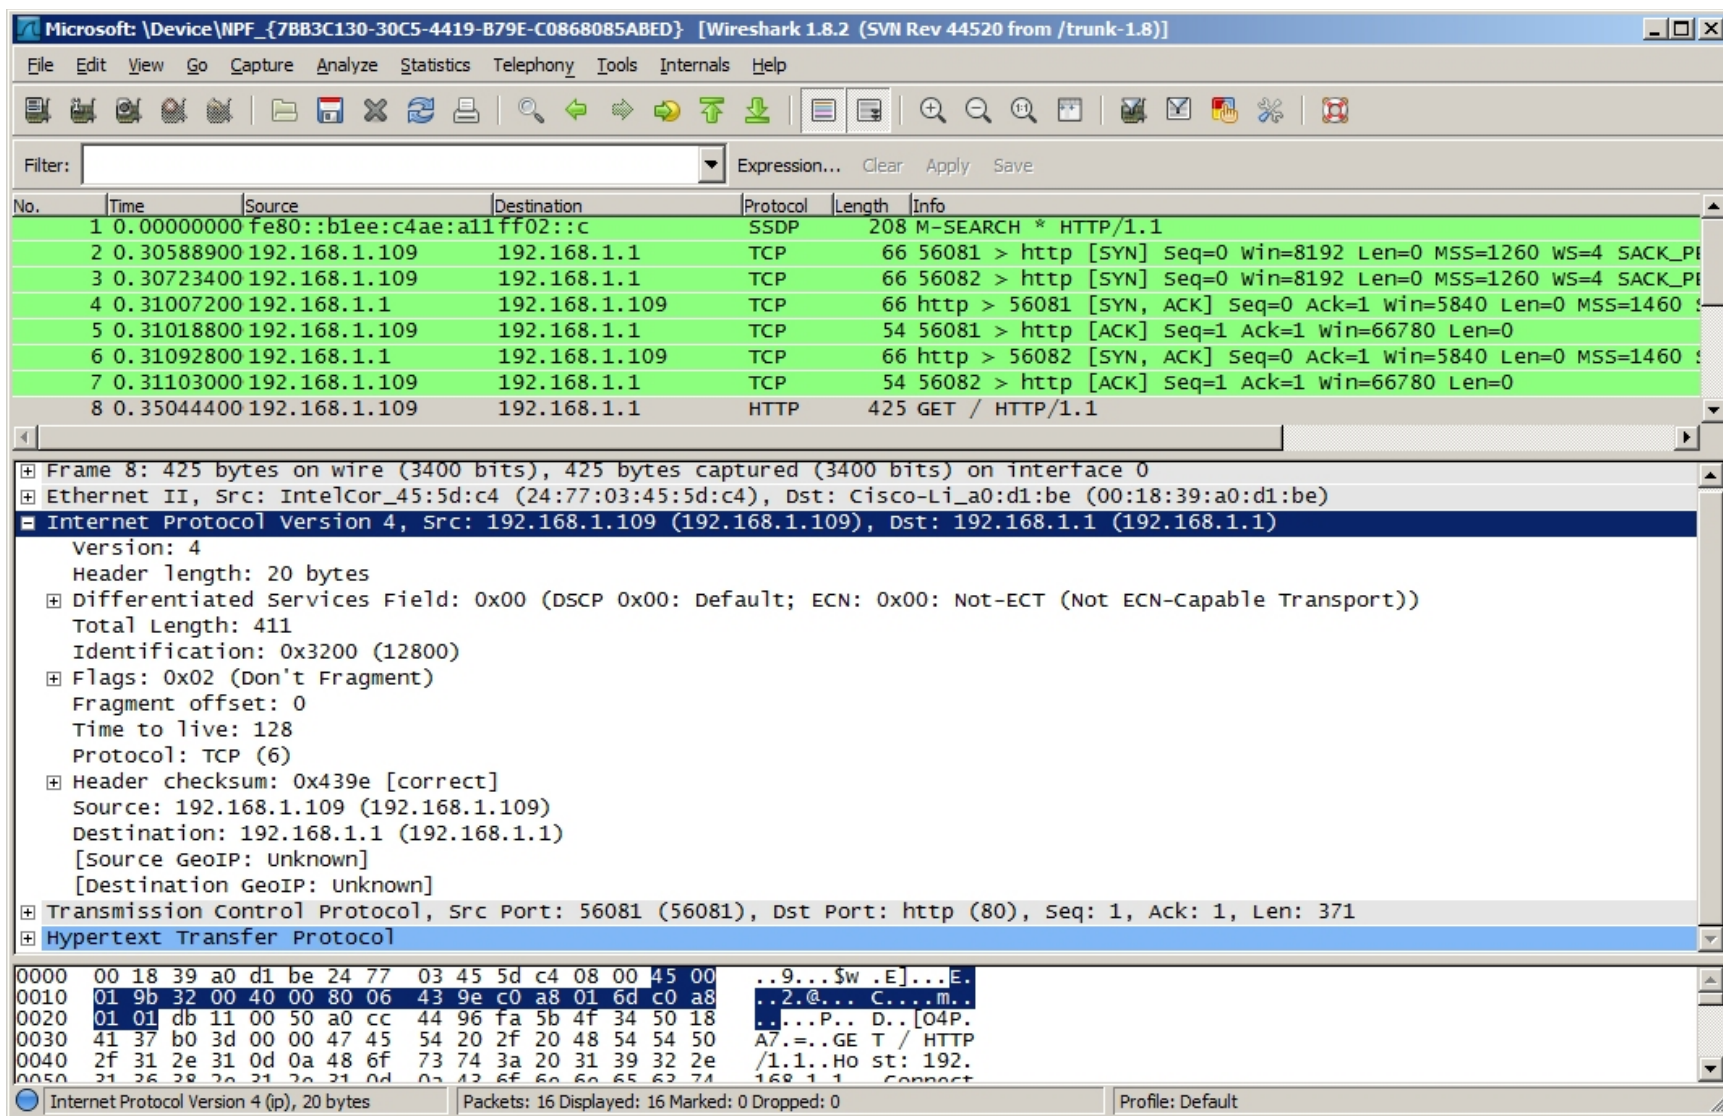 Microsoft: \Device\NPF_{7BB3C130-30C5-4419-B79E-C0868085ABED} [Wireshark 1.8.2 (SVN Rev 44520 from /trunk-1.8)]
File Edit View Go Capture Analyze Statistics Telephony Tools Internals Help
Filter: Expression... Clear Apply Save
No. Time Source Destination Protocol Length Info
1 0.00000000 fe80::b1ee:c4ae:a11 ff02::c SSDP 208 M-SEARCH * HTTP/1.1
2 0.30588900 192.168.1.109 192.168.1.1 TCP 66 56081 > http [SYN] Seq=0 Win=8192 Len=0 MSS=1260 WS=4 SACK_PE
3 0.30723400 192.168.1.109 192.168.1.1 TCP 66 56082 > http [SYN] Seq=0 Win=8192 Len=0 MSS=1260 WS=4 SACK_PE
4 0.31007200 192.168.1.1 192.168.1.109 TCP 66 http > 56081 [SYN, ACK] Seq=0 Ack=1 Win=5840 Len=0 MSS=1460
5 0.31018800 192.168.1.109 192.168.1.1 TCP 54 56081 > http [ACK] Seq=1 Ack=1 Win=66780 Len=0
6 0.31092800 192.168.1.1 192.168.1.109 TCP 66 http > 56082 [SYN, ACK] Seq=0 Ack=1 Win=5840 Len=0 MSS=1460
7 0.31103000 192.168.1.109 192.168.1.1 TCP 54 56082 > http [ACK] Seq=1 Ack=1 Win=66780 Len=0
8 0.35044400 192.168.1.109 192.168.1.1 HTTP 425 GET / HTTP/1.1
Frame 8: 425 bytes on wire (3400 bits), 425 bytes captured (3400 bits) on interface 0
Ethernet II, Src: IntelCor_45:5d:c4 (24:77:03:45:5d:c4), Dst: Cisco-Li_a0:d1:be (00:18:39:a0:d1:be)
Internet Protocol Version 4, Src: 192.168.1.109 (192.168.1.109), Dst: 192.168.1.1 (192.168.1.1)
Version: 4
Header length: 20 bytes
Differentiated Services Field: 0x00 (DSCP 0x00: Default; ECN: 0x00: Not-ECT (Not ECN-Capable Transport))
Total Length: 411
Identification: 0x3200 (12800)
Flags: 0x02 (Don't Fragment)
Fragment offset: 0
Time to live: 128
Protocol: TCP (6)
Header checksum: 0x439e [correct]
Source: 192.168.1.109 (192.168.1.109)
Destination: 192.168.1.1 (192.168.1.1)
[Source GeoIP: Unknown]
[Destination GeoIP: Unknown]
Transmission Control Protocol, Src Port: 56081 (56081), Dst Port: http (80), Seq: 1, Ack: 1, Len: 371
Hypertext Transfer Protocol
0000 00 18 39 a0 d1 be 24 77 03 45 5d c4 08 00 45 00 ..9...$w .E]...E.
0010 01 9b 32 00 40 00 80 06 43 9e c0 a8 01 6d c0 a8 ..2.@... C....m..
0020 01 01 db 11 00 50 a0 cc 44 96 fa 5b 4f 34 50 18 .....P.. D..[O4P.
0030 41 37 b0 3d 00 00 47 45 54 20 2f 20 48 54 54 50 A7.=..GE T / HTTP
0040 2f 31 2e 31 0d 0a 48 6f 73 74 3a 20 31 39 32 2e /1.1..Ho st: 192.
0050 31 36 38 2e 31 2e 31 0d 0a 43 6f 6e 6e 65 63 74 168.1.1. .Connect
Internet Protocol Version 4 (ip), 20 bytes Packets: 16 Displayed: 16 Marked: 0 Dropped: 0 Profile: Default